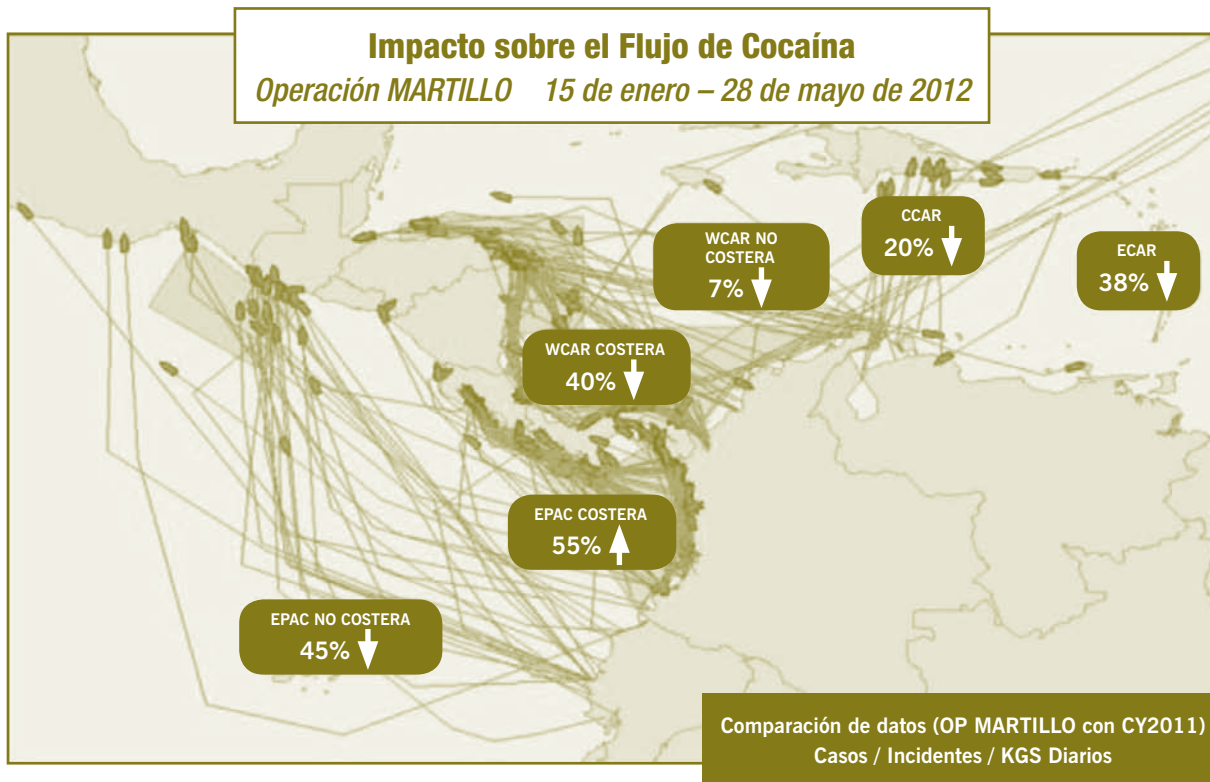 Impacto sobre el Flujo de Cocaína
Operación MARTILLO 15 de enero – 28 de mayo de 2012
CCAR
20%
WCAR NO
COSTERA
7%
ECAR
38%
WCAR COSTERA
40%
EPAC COSTERA
55%
EPAC NO COSTERA
45%
Comparación de datos (OP MARTILLO con CY2011)
Casos / Incidentes / KGS Diarios